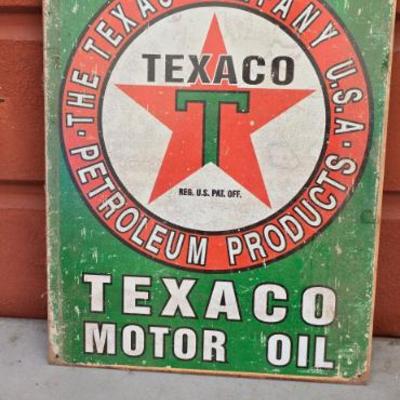 ·THE TEXAS COMPANY U.S.A.·
TEXACO
T
REG. U.S. PAT. OFF.
PETROLEUM PRODUCTS
TEXACO
MOTOR OIL